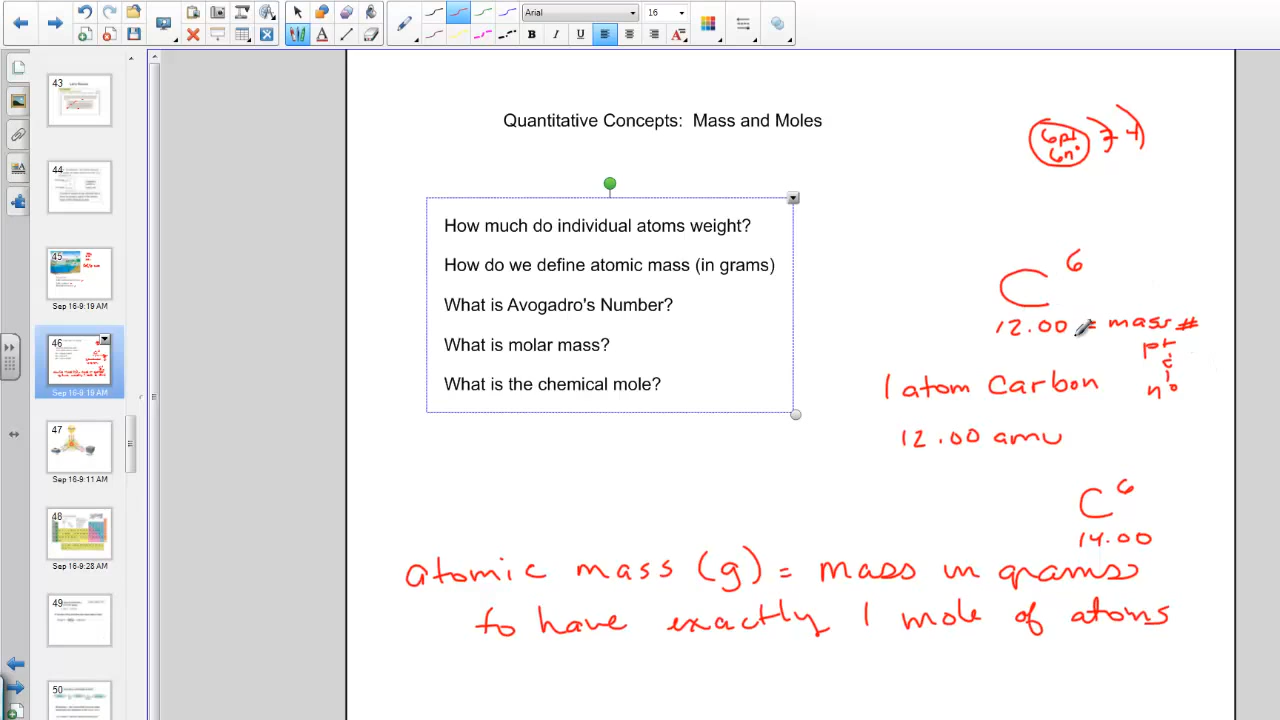 Arial
16
B
I
U
A
43
44
45
Sep 16-9:19 AM
46
Sep 16-9:19 AM
47
Sep 16-9:11 AM
48
Sep 16-9:28 AM
49
50
Quantitative Concepts: Mass and Moles
How much do individual atoms weight?
How do we define atomic mass (in grams)
What is Avogadro's Number?
What is molar mass?
What is the chemical mole?
6p+
6n°
2
4
C 6
12.00 = mass #
p+
n°
1 atom Carbon
12.00 amu
C 6
14.00
atomic mass (g) = mass in grams
to have exactly 1 mole of atoms